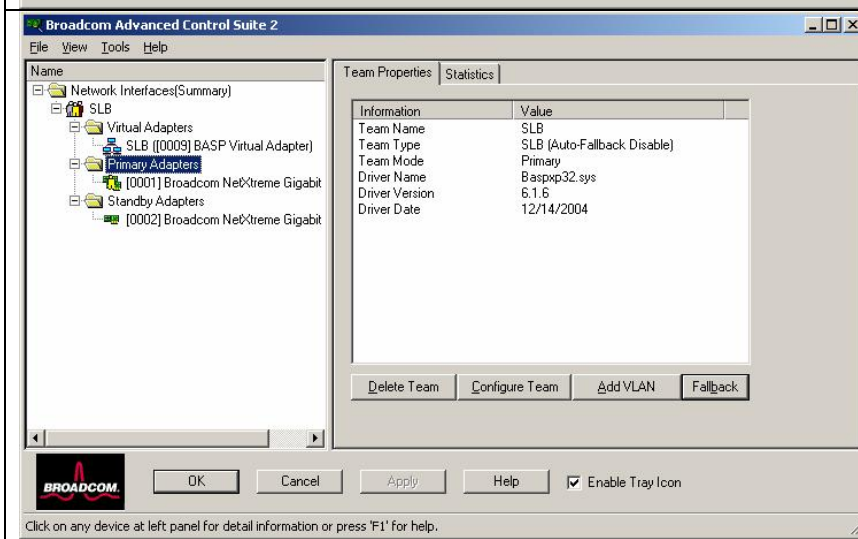 Broadcom Advanced Control Suite 2
File View Tools Help
Name
Network Interfaces(Summary)
SLB
Virtual Adapters
SLB ([0009] BASP Virtual Adapter)
Primary Adapters
[0001] Broadcom NetXtreme Gigabit
Standby Adapters
[0002] Broadcom NetXtreme Gigabit
Team Properties Statistics
Information Value
Team Name SLB
Team Type SLB (Auto-Fallback Disable)
Team Mode Primary
Driver Name Baspxp32.sys
Driver Version 6.1.6
Driver Date 12/14/2004
Delete Team Configure Team Add VLAN Fallback
BROADCOM. OK Cancel Apply Help Enable Tray Icon
Click on any device at left panel for detail information or press 'F1' for help.